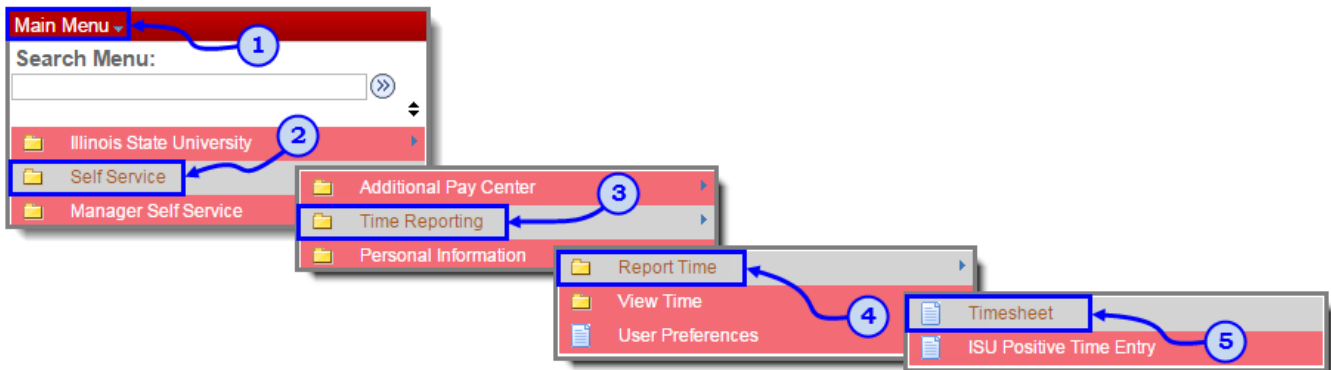 Main Menu
1
Search Menu:
Illinois State University
2
Self Service
Manager Self Service
Additional Pay Center
3
Time Reporting
Personal Information
Report Time
View Time
4
User Preferences
Timesheet
ISU Positive Time Entry
5